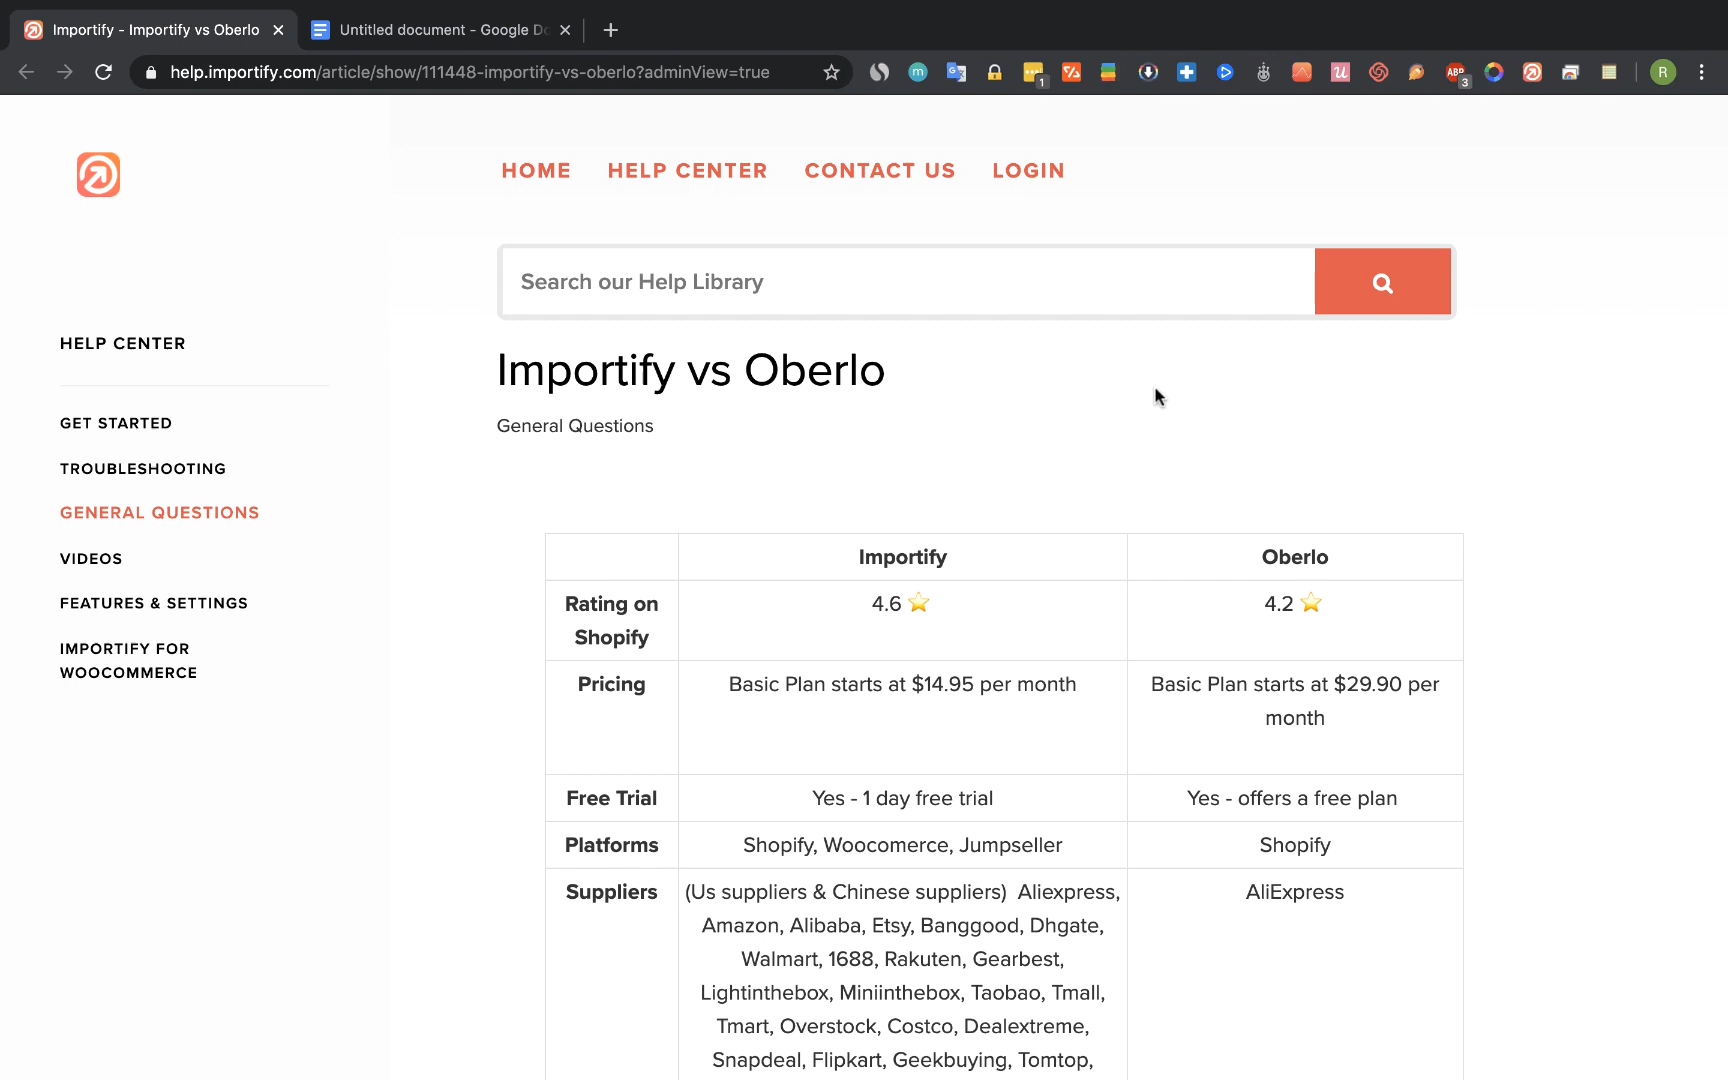 Importify - Importify vs Oberlo
Untitled document - Google Do
help.importify.com/article/show/111448-importify-vs-oberlo?adminView=true
m
1
u
ABP
3
R
HOME HELP CENTER CONTACT US LOGIN
Search our Help Library
HELP CENTER
GET STARTED
TROUBLESHOOTING
GENERAL QUESTIONS
VIDEOS
FEATURES & SETTINGS
IMPORTIFY FOR
WOOCOMMERCE
Importify vs Oberlo
General Questions
Importify Oberlo
Rating on
Shopify
4.6 ⭐
4.2 ⭐
Pricing
Basic Plan starts at $14.95 per month
Basic Plan starts at $29.90 per
month
Free Trial
Yes - 1 day free trial
Yes - offers a free plan
Platforms
Shopify, Woocomerce, Jumpseller
Shopify
Suppliers
(Us suppliers & Chinese suppliers) Aliexpress,
Amazon, Alibaba, Etsy, Banggood, Dhgate,
Walmart, 1688, Rakuten, Gearbest,
Lightinthebox, Miniinthebox, Taobao, Tmall,
Tmart, Overstock, Costco, Dealextreme,
Snapdeal, Flipkart, Geekbuying, Tomtop,
AliExpress